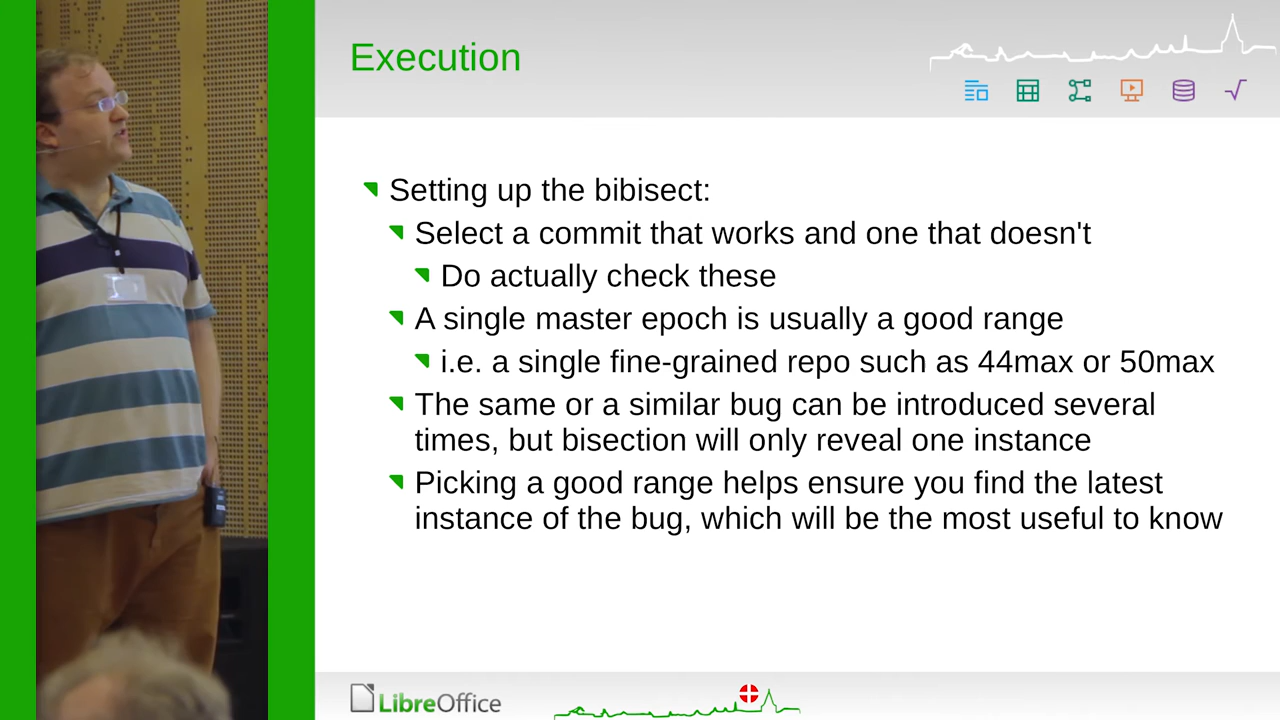 Execution
Setting up the bibisect:
Select a commit that works and one that doesn't
Do actually check these
A single master epoch is usually a good range
i.e. a single fine-grained repo such as 44max or 50max
The same or a similar bug can be introduced several
times, but bisection will only reveal one instance
Picking a good range helps ensure you find the latest
instance of the bug, which will be the most useful to know
LibreOffice